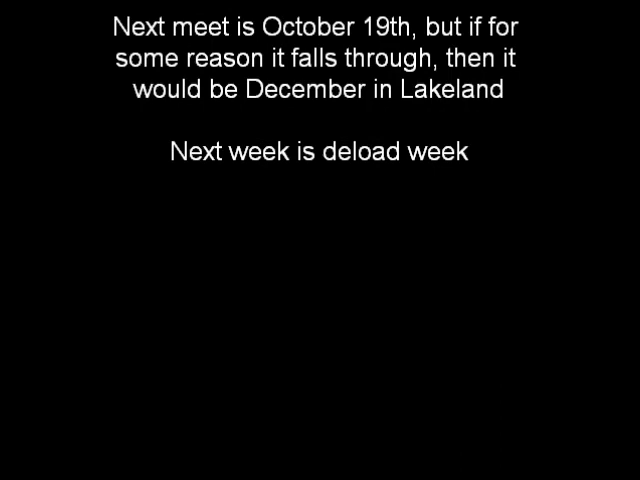 Next meet is October 19th, but if for
some reason it falls through, then it
would be December in Lakeland
Next week is deload week